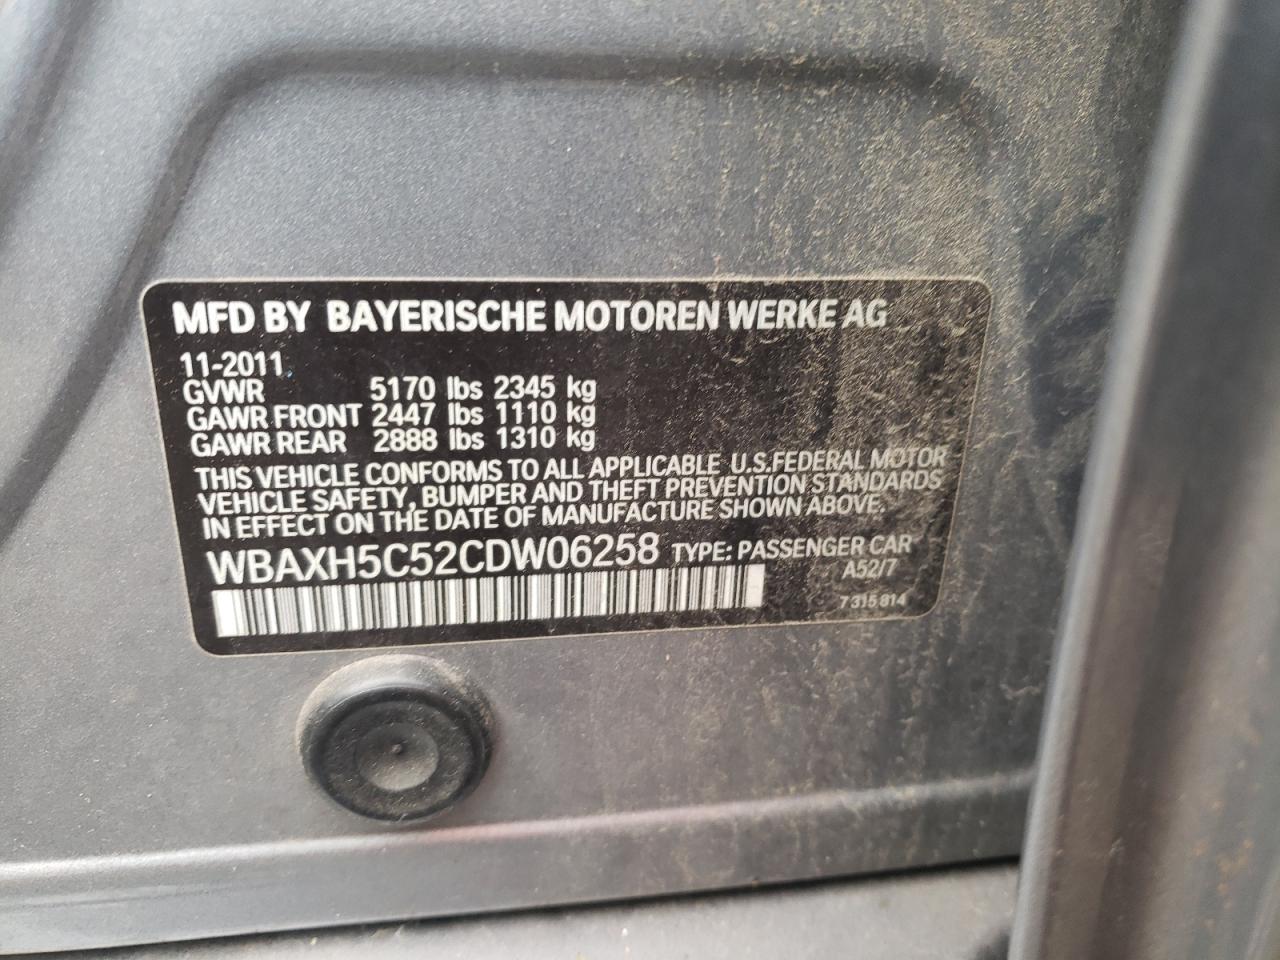 MFD BY BAYERISCHE MOTOREN WERKE AG
11-2011
GVWR 5170 lbs 2345 kg
GAWR FRONT 2447 lbs 1110 kg
GAWR REAR 2888 lbs 1310 kg
THIS VEHICLE CONFORMS TO ALL APPLICABLE U.S.FEDERAL MOTOR
VEHICLE SAFETY, BUMPER AND THEFT PREVENTION STANDARDS
IN EFFECT ON THE DATE OF MANUFACTURE SHOWN ABOVE.
WBAXH5C52CDW06258 TYPE: PASSENGER CAR
A52/7
7 315 814